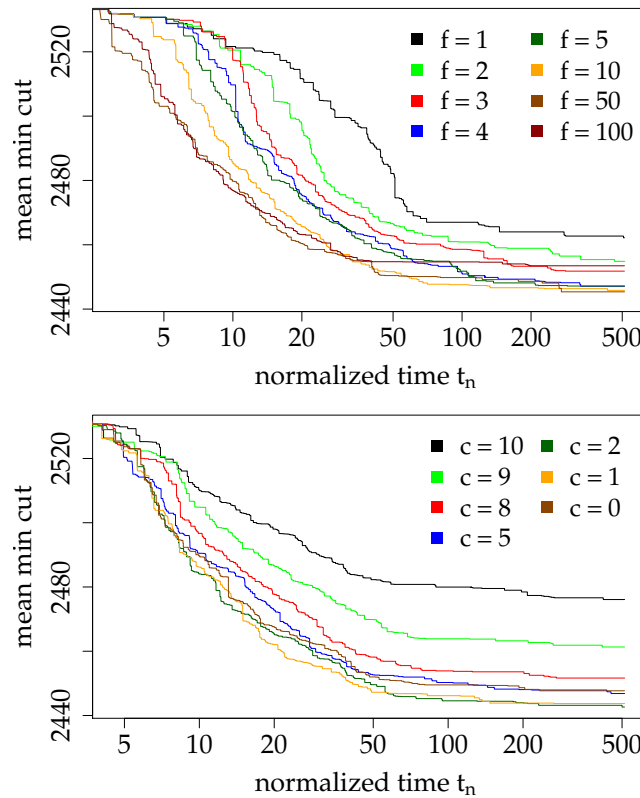 2520
2480
2440
mean min cut
f = 1
f = 2
f = 3
f = 4
f = 5
f = 10
f = 50
f = 100
5 10 20 50 100 200 500
normalized time tₙ
2520
2480
2440
mean min cut
c = 10
c = 9
c = 8
c = 5
c = 2
c = 1
c = 0
5 10 20 50 100 200 500
normalized time tₙ